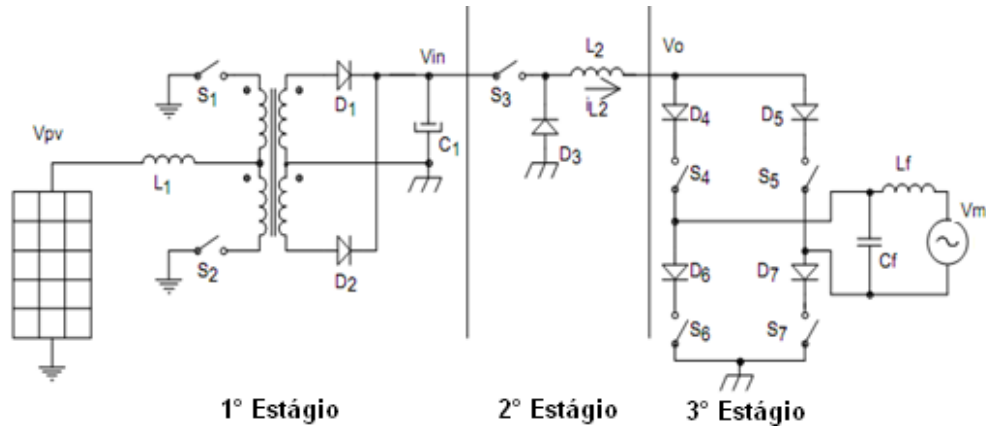 Vpv
L1
S1
S2
D1
D2
Vin
C1
S3
D3
L2
iL2
Vo
D4
D5
S4
S5
D6
D7
S6
S7
Cf
Lf
Vm
1° Estágio
2° Estágio
3° Estágio